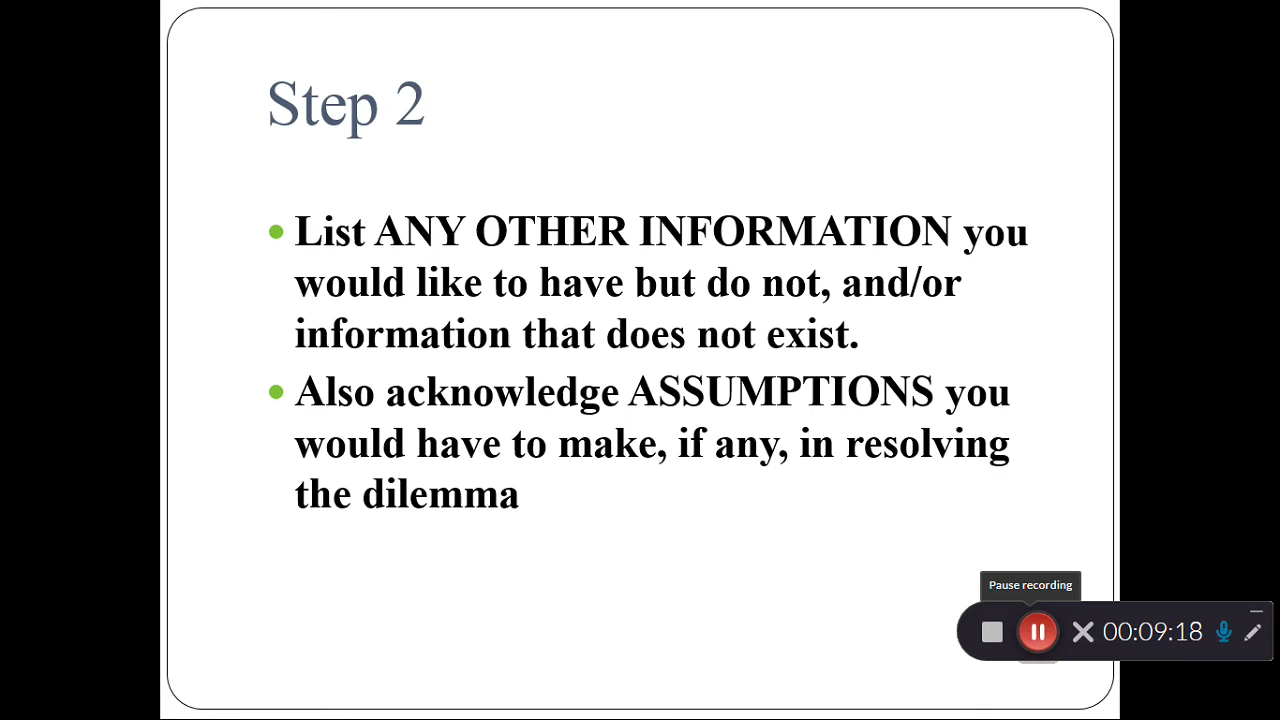 Step 2
• List ANY OTHER INFORMATION you
would like to have but do not, and/or
information that does not exist.
• Also acknowledge ASSUMPTIONS you
would have to make, if any, in resolving
the dilemma
Pause recording
00:09:18